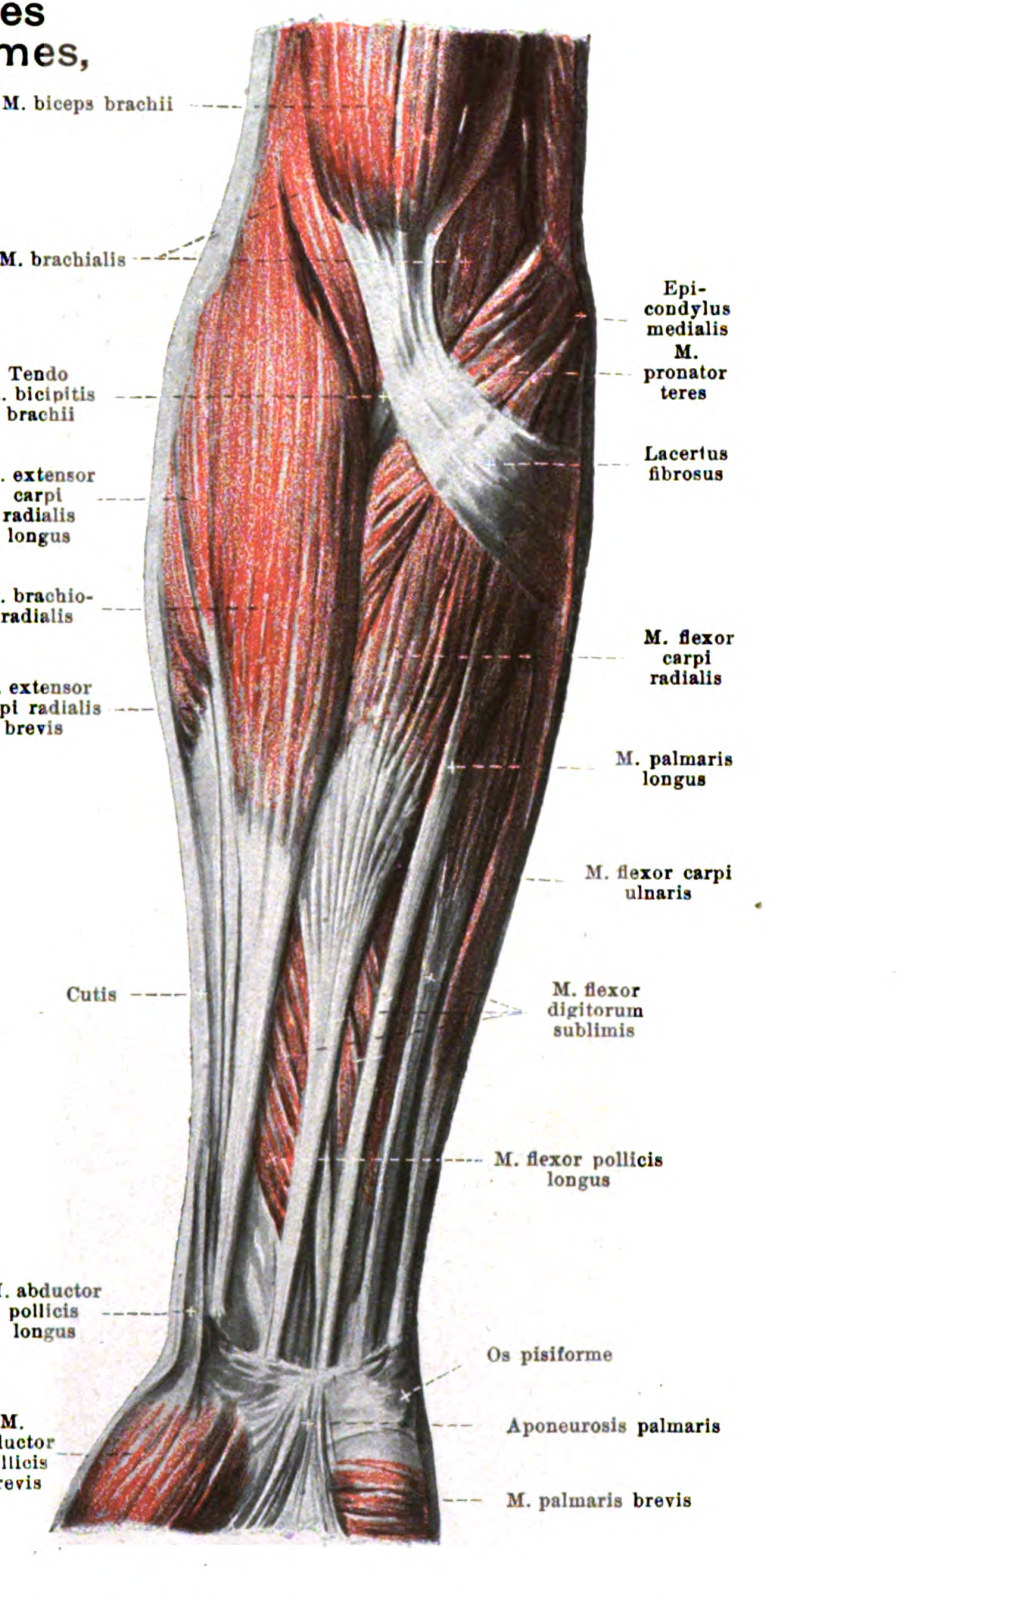 es
mes,
M. biceps brachii
M. brachialis
Tendo
. bicipitis
brachii
. extensor
carpi
radialis
longus
. brachio-
radialis
extensor
pi radialis
brevis
Cutis
. abductor
pollicis
longus
M.
ductor
llicis
revis
Epi-
condylus
medialis
M.
pronator
teres
Lacertus
fibrosus
M. flexor
carpi
radialis
M. palmaris
longus
M. flexor carpi
ulnaris
M. flexor
digitorum
sublimis
M. flexor pollicis
longus
Os pisiforme
Aponeurosis palmaris
M. palmaris brevis